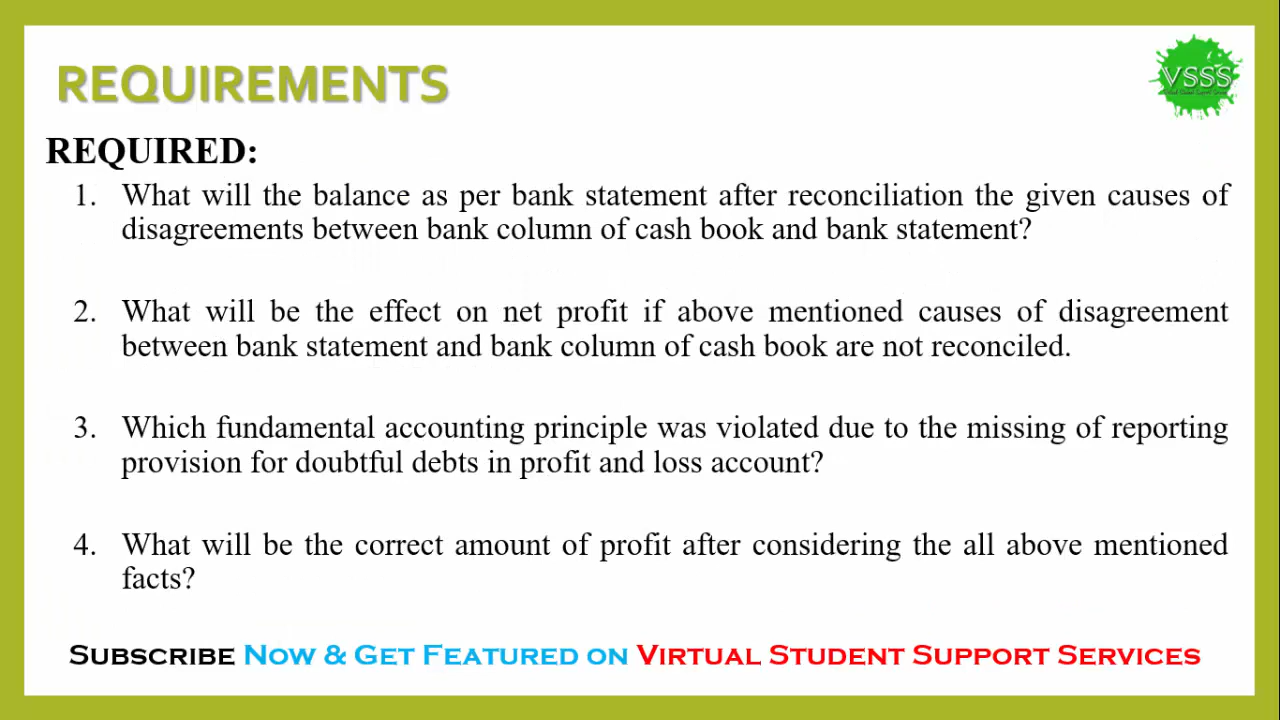 REQUIREMENTS
VSSS
REQUIRED:
1. What will the balance as per bank statement after reconciliation the given causes of
disagreements between bank column of cash book and bank statement?
2. What will be the effect on net profit if above mentioned causes of disagreement
between bank statement and bank column of cash book are not reconciled.
3. Which fundamental accounting principle was violated due to the missing of reporting
provision for doubtful debts in profit and loss account?
4. What will be the correct amount of profit after considering the all above mentioned
facts?
Subscribe Now & Get Featured on Virtual Student Support Services